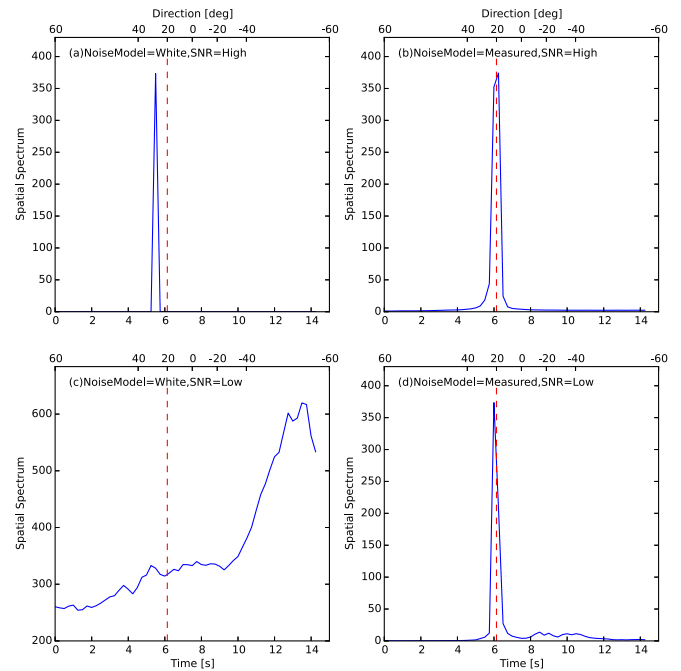 Direction [deg]
60 40 20 0 -20 -40 -60
(a)NoiseModel=White,SNR=High
400
350
300
250
200
150
100
50
0
Spatial Spectrum
0 2 4 6 8 10 12 14
Direction [deg]
60 40 20 0 -20 -40 -60
(b)NoiseModel=Measured,SNR=High
400
350
300
250
200
150
100
50
0
Spatial Spectrum
0 2 4 6 8 10 12 14
60 40 20 0 -20 -40 -60
(c)NoiseModel=White,SNR=Low
600
500
400
300
200
Spatial Spectrum
0 2 4 6 8 10 12 14
Time [s]
60 40 20 0 -20 -40 -60
(d)NoiseModel=Measured,SNR=Low
400
350
300
250
200
150
100
50
0
Spatial Spectrum
0 2 4 6 8 10 12 14
Time [s]